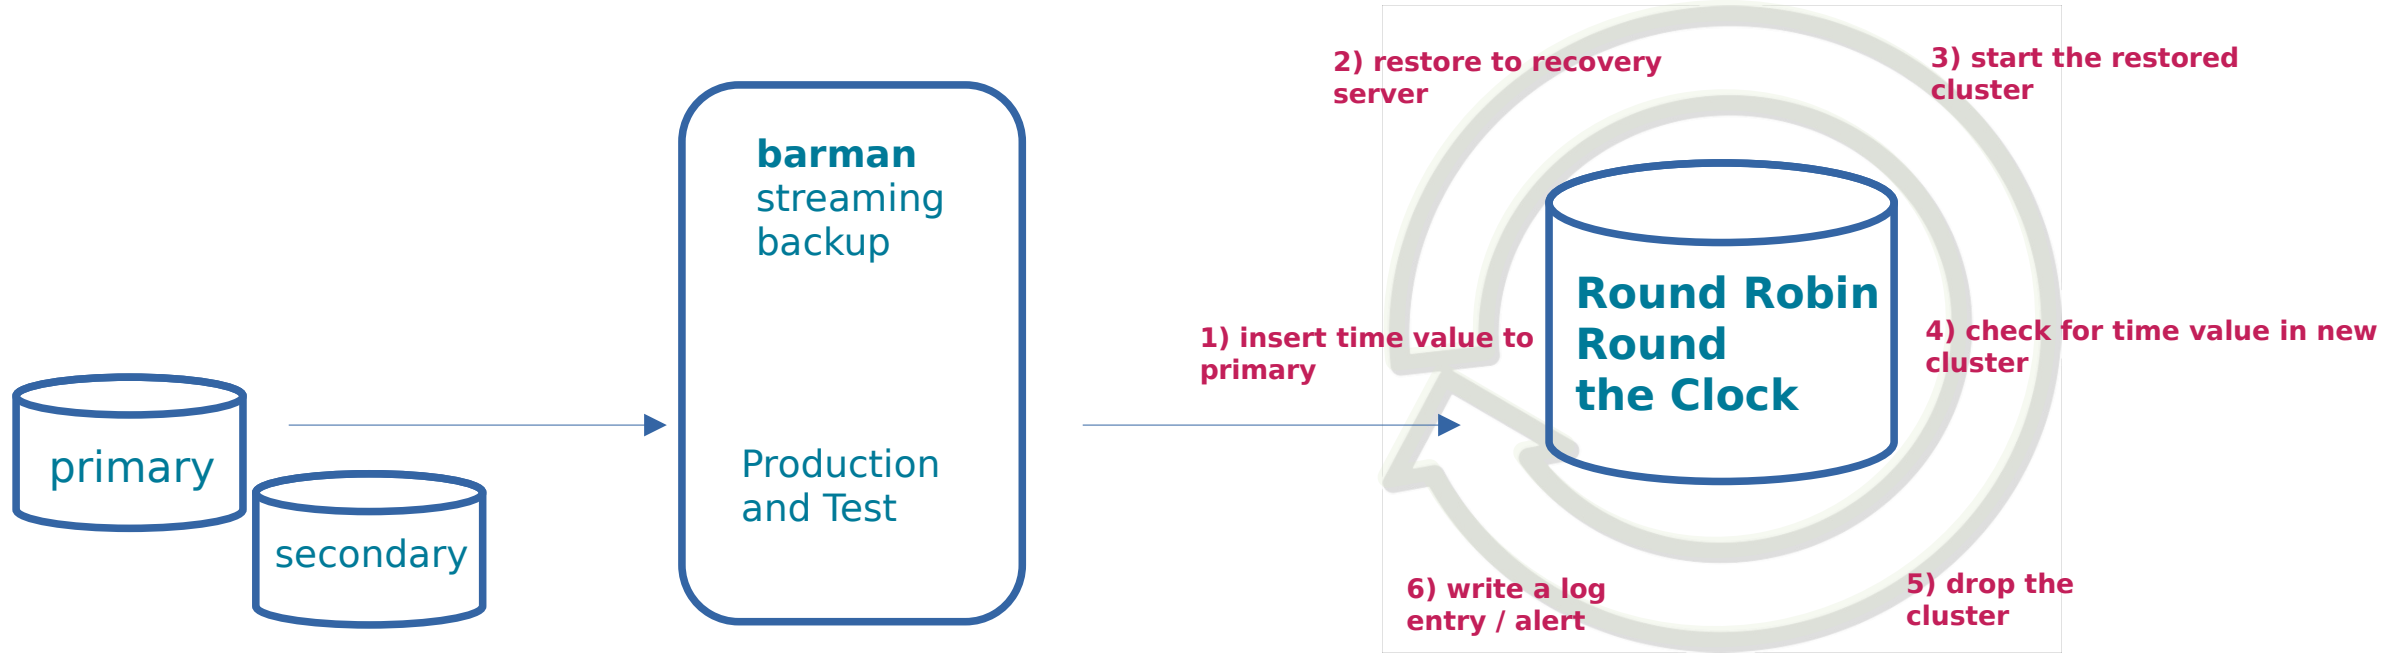 primary
secondary
barman
streaming
backup
Production
and Test
1) insert time value to
primary
2) restore to recovery
server
3) start the restored
cluster
Round Robin
Round
the Clock
4) check for time value in new
cluster
5) drop the
cluster
6) write a log
entry / alert